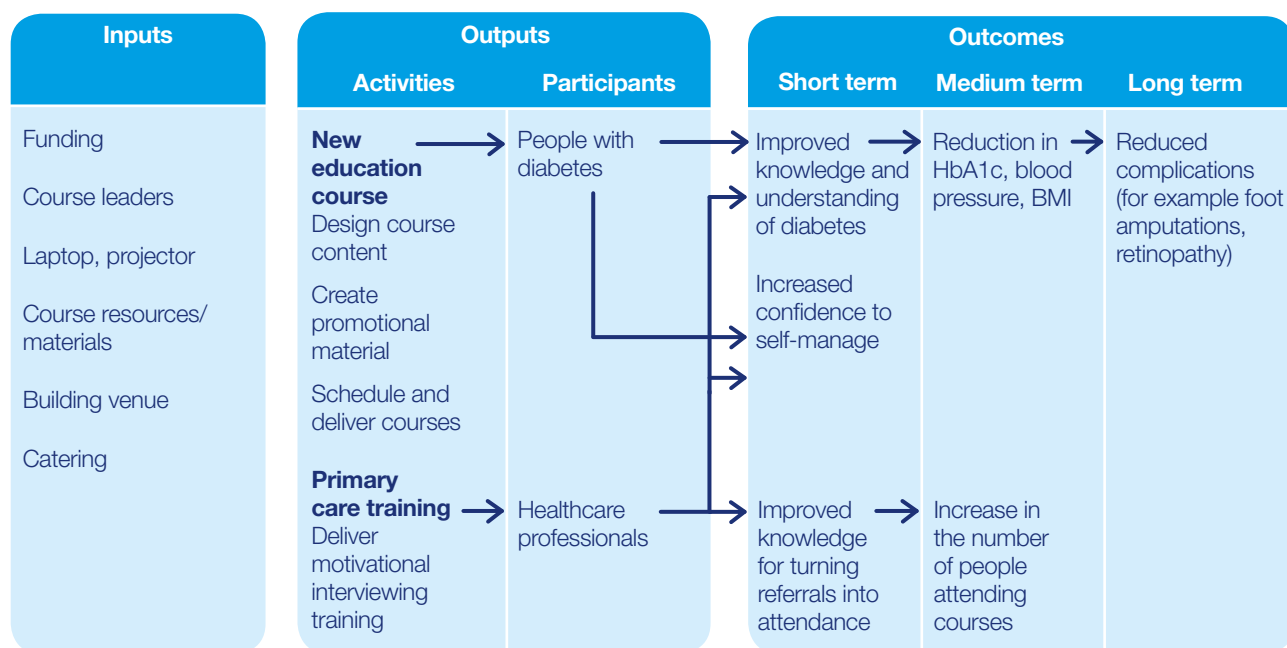 Inputs
Funding
Course leaders
Laptop, projector
Course resources/
materials
Building venue
Catering
Outputs
Activities
Participants
New
education
course
Design course
content
Create
promotional
material
Schedule and
deliver courses
Primary
care training
Deliver
motivational
interviewing
training
People with
diabetes
Healthcare
professionals
Outcomes
Short term
Medium term
Long term
Improved
knowledge and
understanding
of diabetes
Increased
confidence to
self-manage
Improved
knowledge
for turning
referrals into
attendance
Reduction in
HbA1c, blood
pressure, BMI
Increase in
the number
of people
attending
courses
Reduced
complications
(for example foot
amputations,
retinopathy)